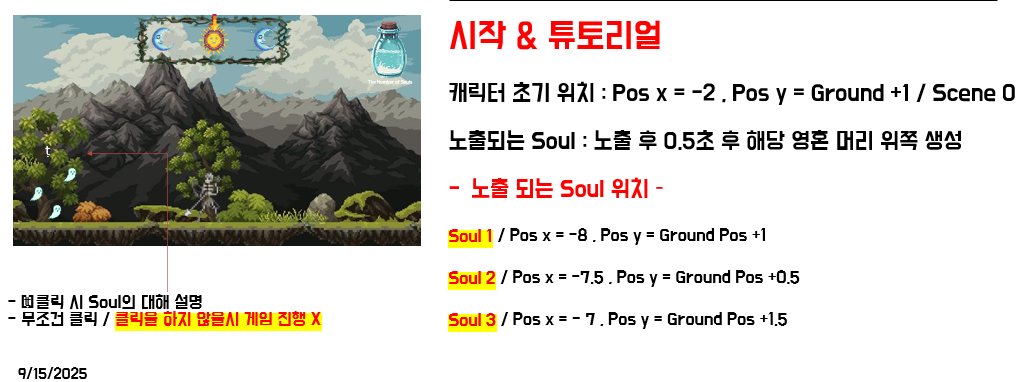 시작 & 튜토리얼
캐릭터 초기 위치 : Pos x = -2 , Pos y = Ground +1 / Scene 0
노출되는 Soul : 노출 후 0.5초 후 해당 영혼 머리 위쪽 생성
- 노출 되는 Soul 위치 -
Soul 1 / Pos x = -8 , Pos y = Ground Pos +1
Soul 2 / Pos x = -7.5 , Pos y = Ground Pos +0.5
Soul 3 / Pos x = - 7 , Pos y = Ground Pos +1.5
The Number of Souls
- 클릭 시 Soul의 대해 설명
- 무조건 클릭 / 클릭을 하지 않을시 게임 진행 X
9/15/2025